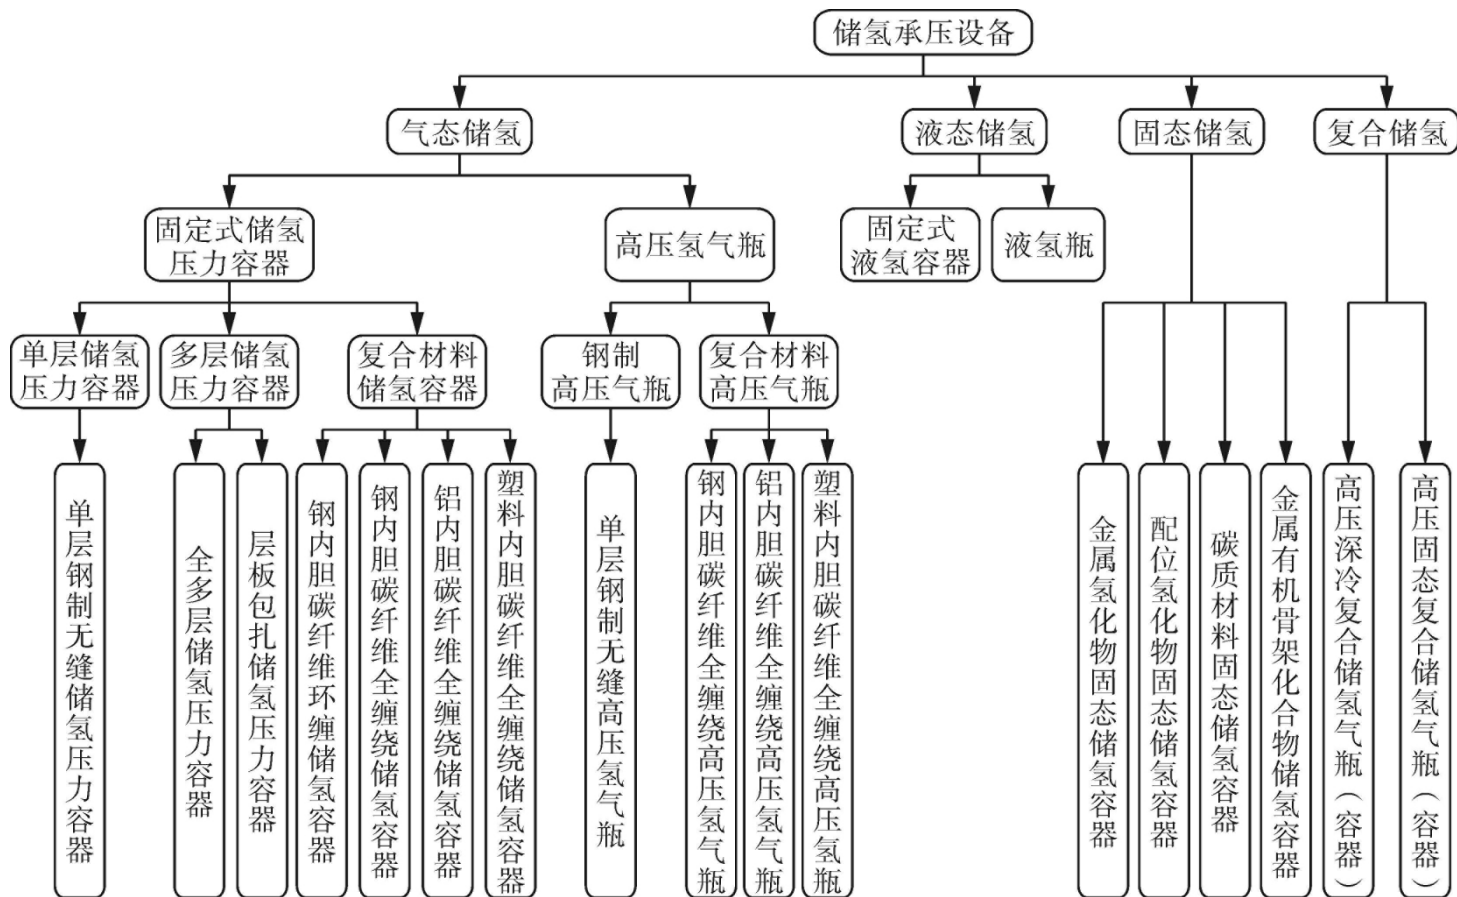 储氢承压设备
气态储氢
液态储氢
固态储氢
复合储氢
固定式储氢
压力容器
高压氢气瓶
固定式
液氢容器
液氢瓶
单层储氢
压力容器
多层储氢
压力容器
复合材料
储氢容器
钢制
高压气瓶
复合材料
高压气瓶
单层钢制无缝储氢压力容器
全多层储氢压力容器
层板包扎储氢压力容器
钢内胆碳纤维环缠储氢容器
钢内胆碳纤维全缠绕储氢容器
铝内胆碳纤维全缠绕储氢容器
塑料内胆碳纤维全缠绕储氢容器
单层钢制无缝高压氢气瓶
钢内胆碳纤维全缠绕高压氢气瓶
铝内胆碳纤维全缠绕高压氢气瓶
塑料内胆碳纤维全缠绕高压氢瓶
金属氢化物固态储氢容器
配位氢化物固态储氢容器
碳质材料固态储氢容器
金属有机骨架化合物储氢容器
高压深冷复合储氢气瓶（容器）
高压固态复合储氢气瓶（容器）